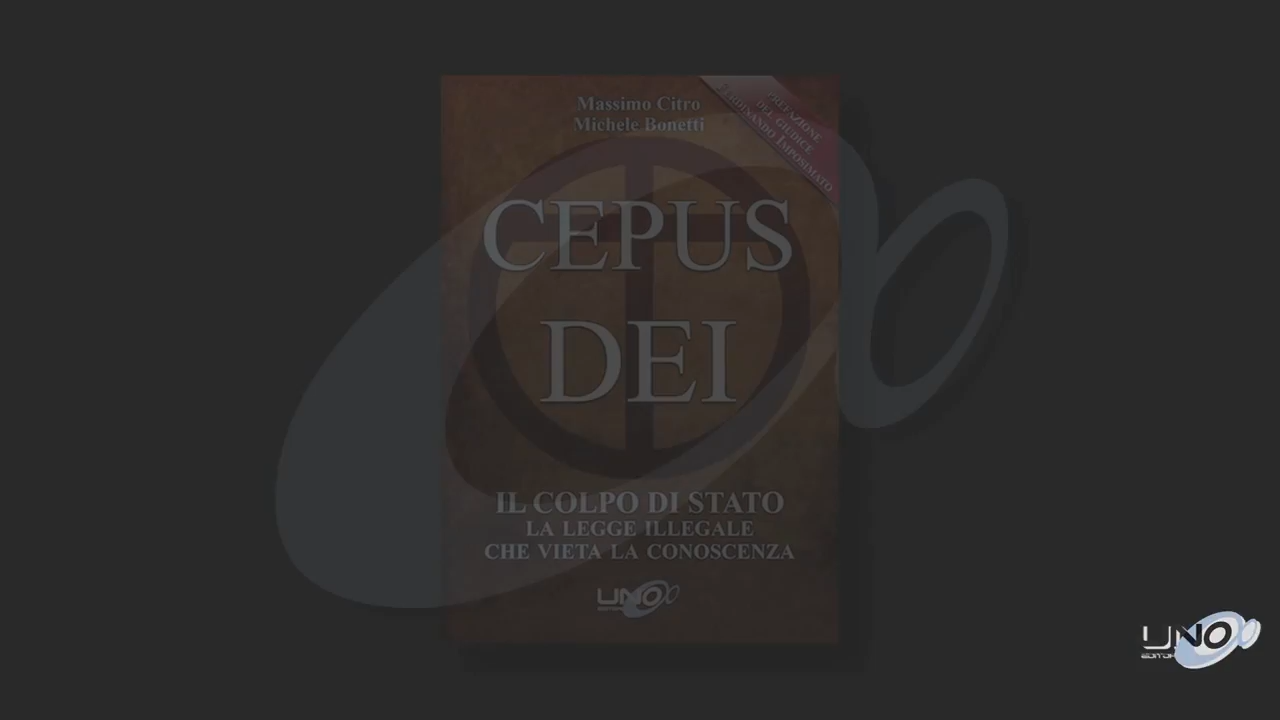 Massimo Citro
Michele Bonetti
PREFAZIONE
DEL GIUDICE
FERDINANDO IMPOSIMATO
CEPUS
DEI
IL COLPO DI STATO
LA LEGGE ILLEGALE
CHE VIETA LA CONOSCENZA
UNO
UNO